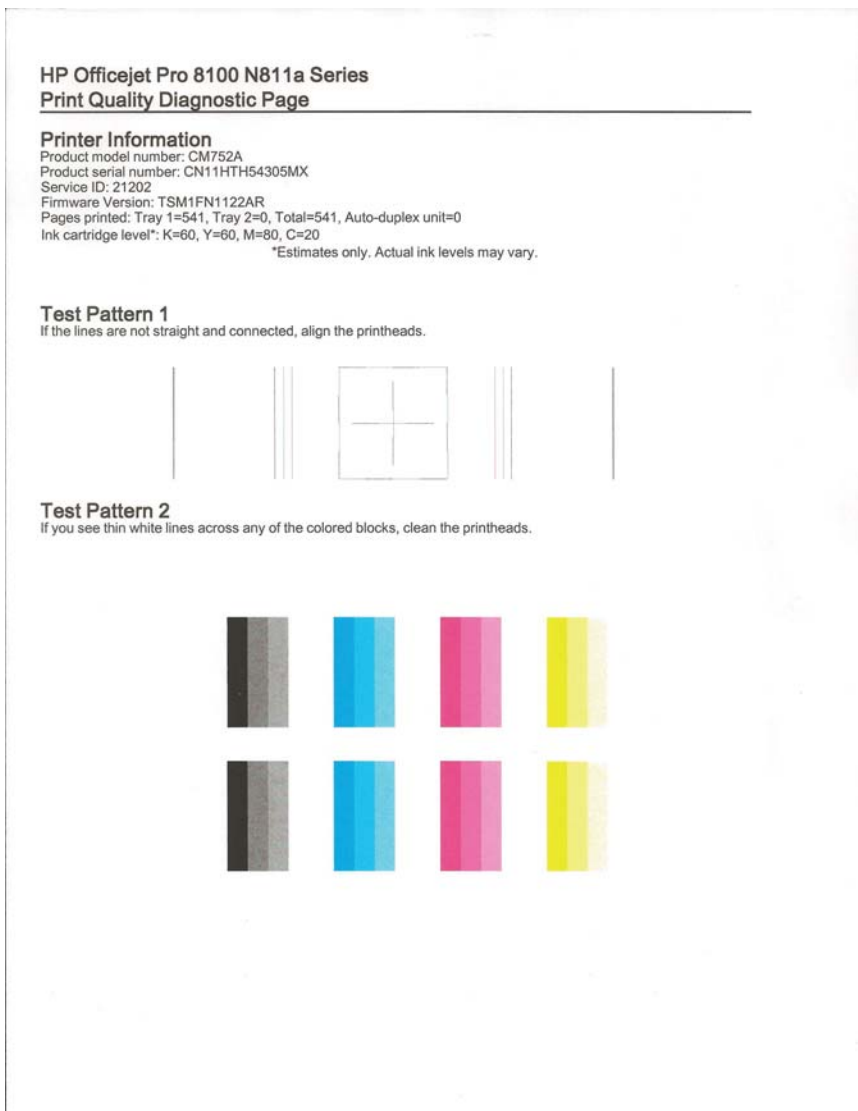 HP Officejet Pro 8100 N811a Series
Print Quality Diagnostic Page
Printer Information
Product model number: CM752A
Product serial number: CN11HTH54305MX
Service ID: 21202
Firmware Version: TSM1FN1122AR
Pages printed: Tray 1=541, Tray 2=0, Total=541, Auto-duplex unit=0
Ink cartridge level*: K=60, Y=60, M=80, C=20
*Estimates only. Actual ink levels may vary.
Test Pattern 1
If the lines are not straight and connected, align the printheads.
Test Pattern 2
If you see thin white lines across any of the colored blocks, clean the printheads.